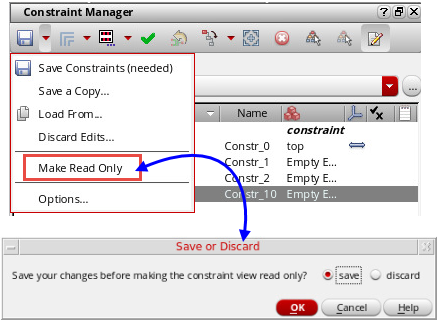 Constraint Manager
Save Constraints (needed)
Save a Copy...
Load From...
Discard Edits...
Make Read Only
Options...
...
Name
constraint
Constr_0 top
Constr_1 Empty E...
Constr_2 Empty E...
Constr_10 Empty E...
Save or Discard
Save your changes before making the constraint view read only? save discard
OK Cancel Help